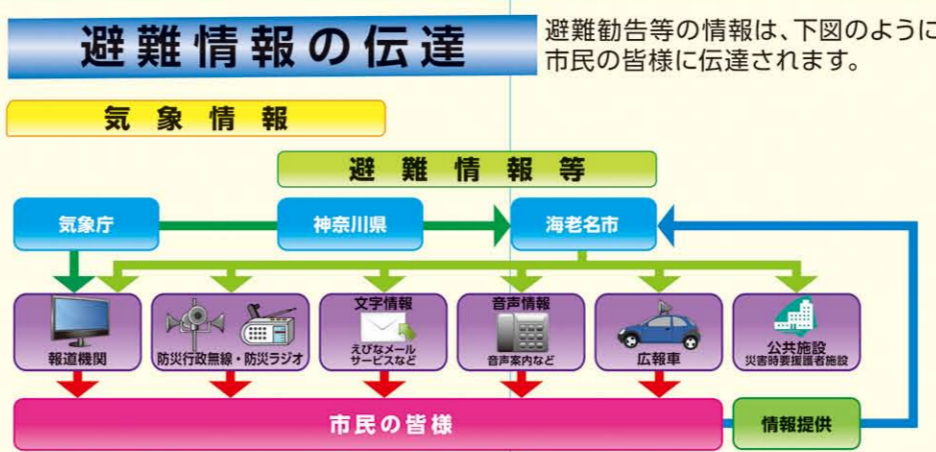 避難情報の伝達
避難勧告等の情報は、下図のように
市民の皆様に伝達されます。
気象情報
避難情報等
気象庁
神奈川県
海老名市
報道機関
防災行政無線・防災ラジオ
文字情報
えびなメール
サービスなど
音声情報
音声案内など
広報車
公共施設
災害時要援護者施設
市民の皆様
情報提供